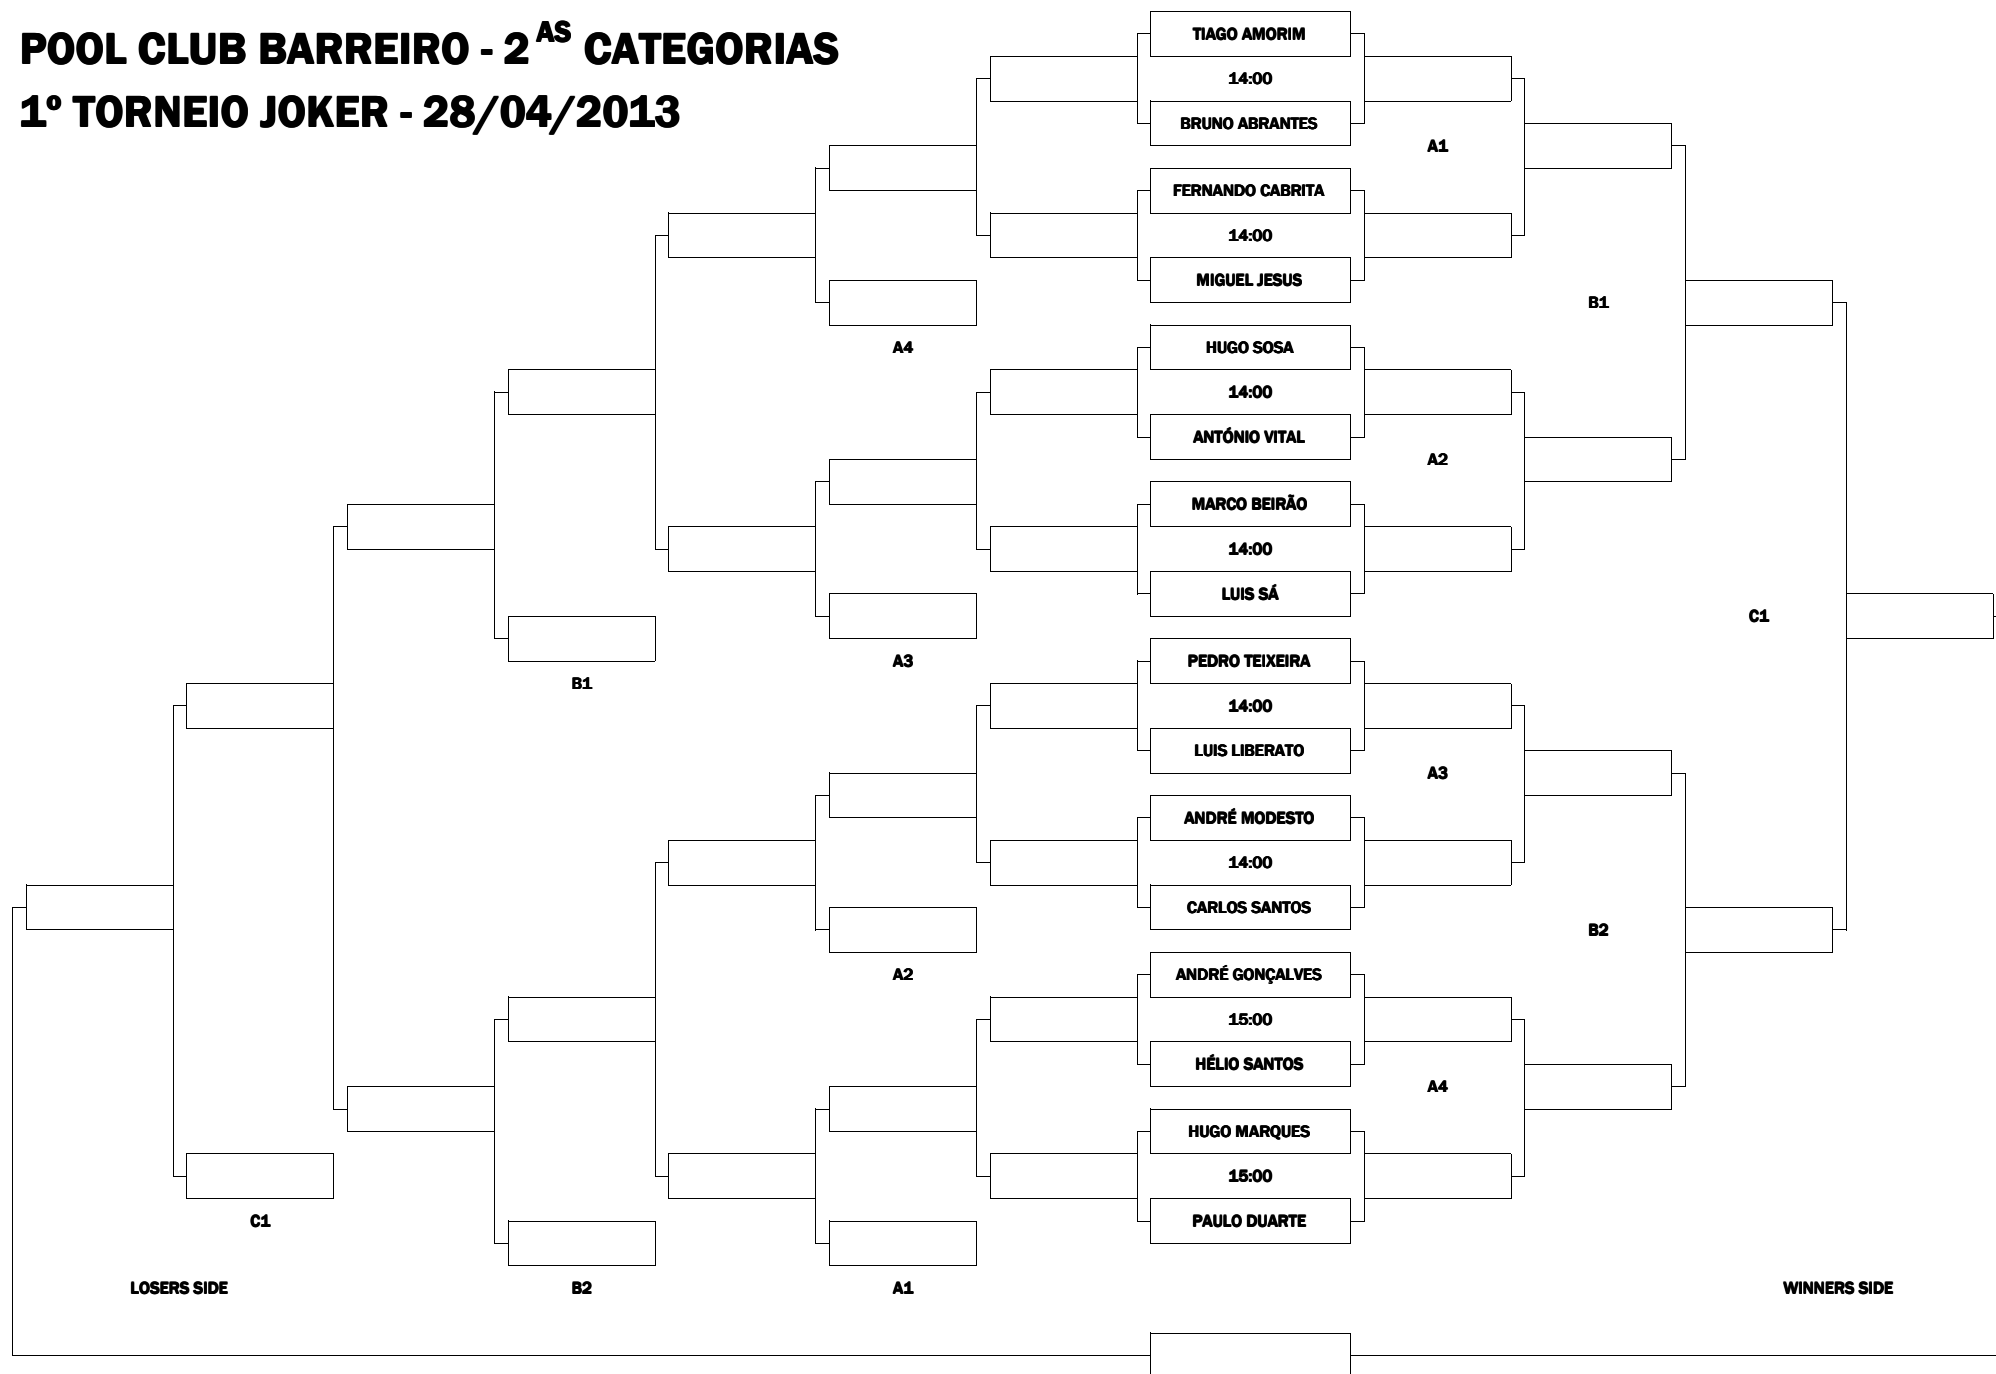 POOL CLUB BARREIRO - 2AS CATEGORIAS
1º TORNEIO JOKER - 28/04/2013
TIAGO AMORIM
14:00
BRUNO ABRANTES
A1
FERNANDO CABRITA
14:00
MIGUEL JESUS
B1
A4
HUGO SOSA
14:00
ANTÓNIO VITAL
A2
MARCO BEIRÃO
14:00
LUIS SÁ
C1
A3
B1
PEDRO TEIXEIRA
14:00
LUIS LIBERATO
A3
ANDRÉ MODESTO
14:00
CARLOS SANTOS
B2
A2
ANDRÉ GONÇALVES
15:00
HÉLIO SANTOS
A4
HUGO MARQUES
15:00
PAULO DUARTE
C1
LOSERS SIDE
B2
A1
WINNERS SIDE